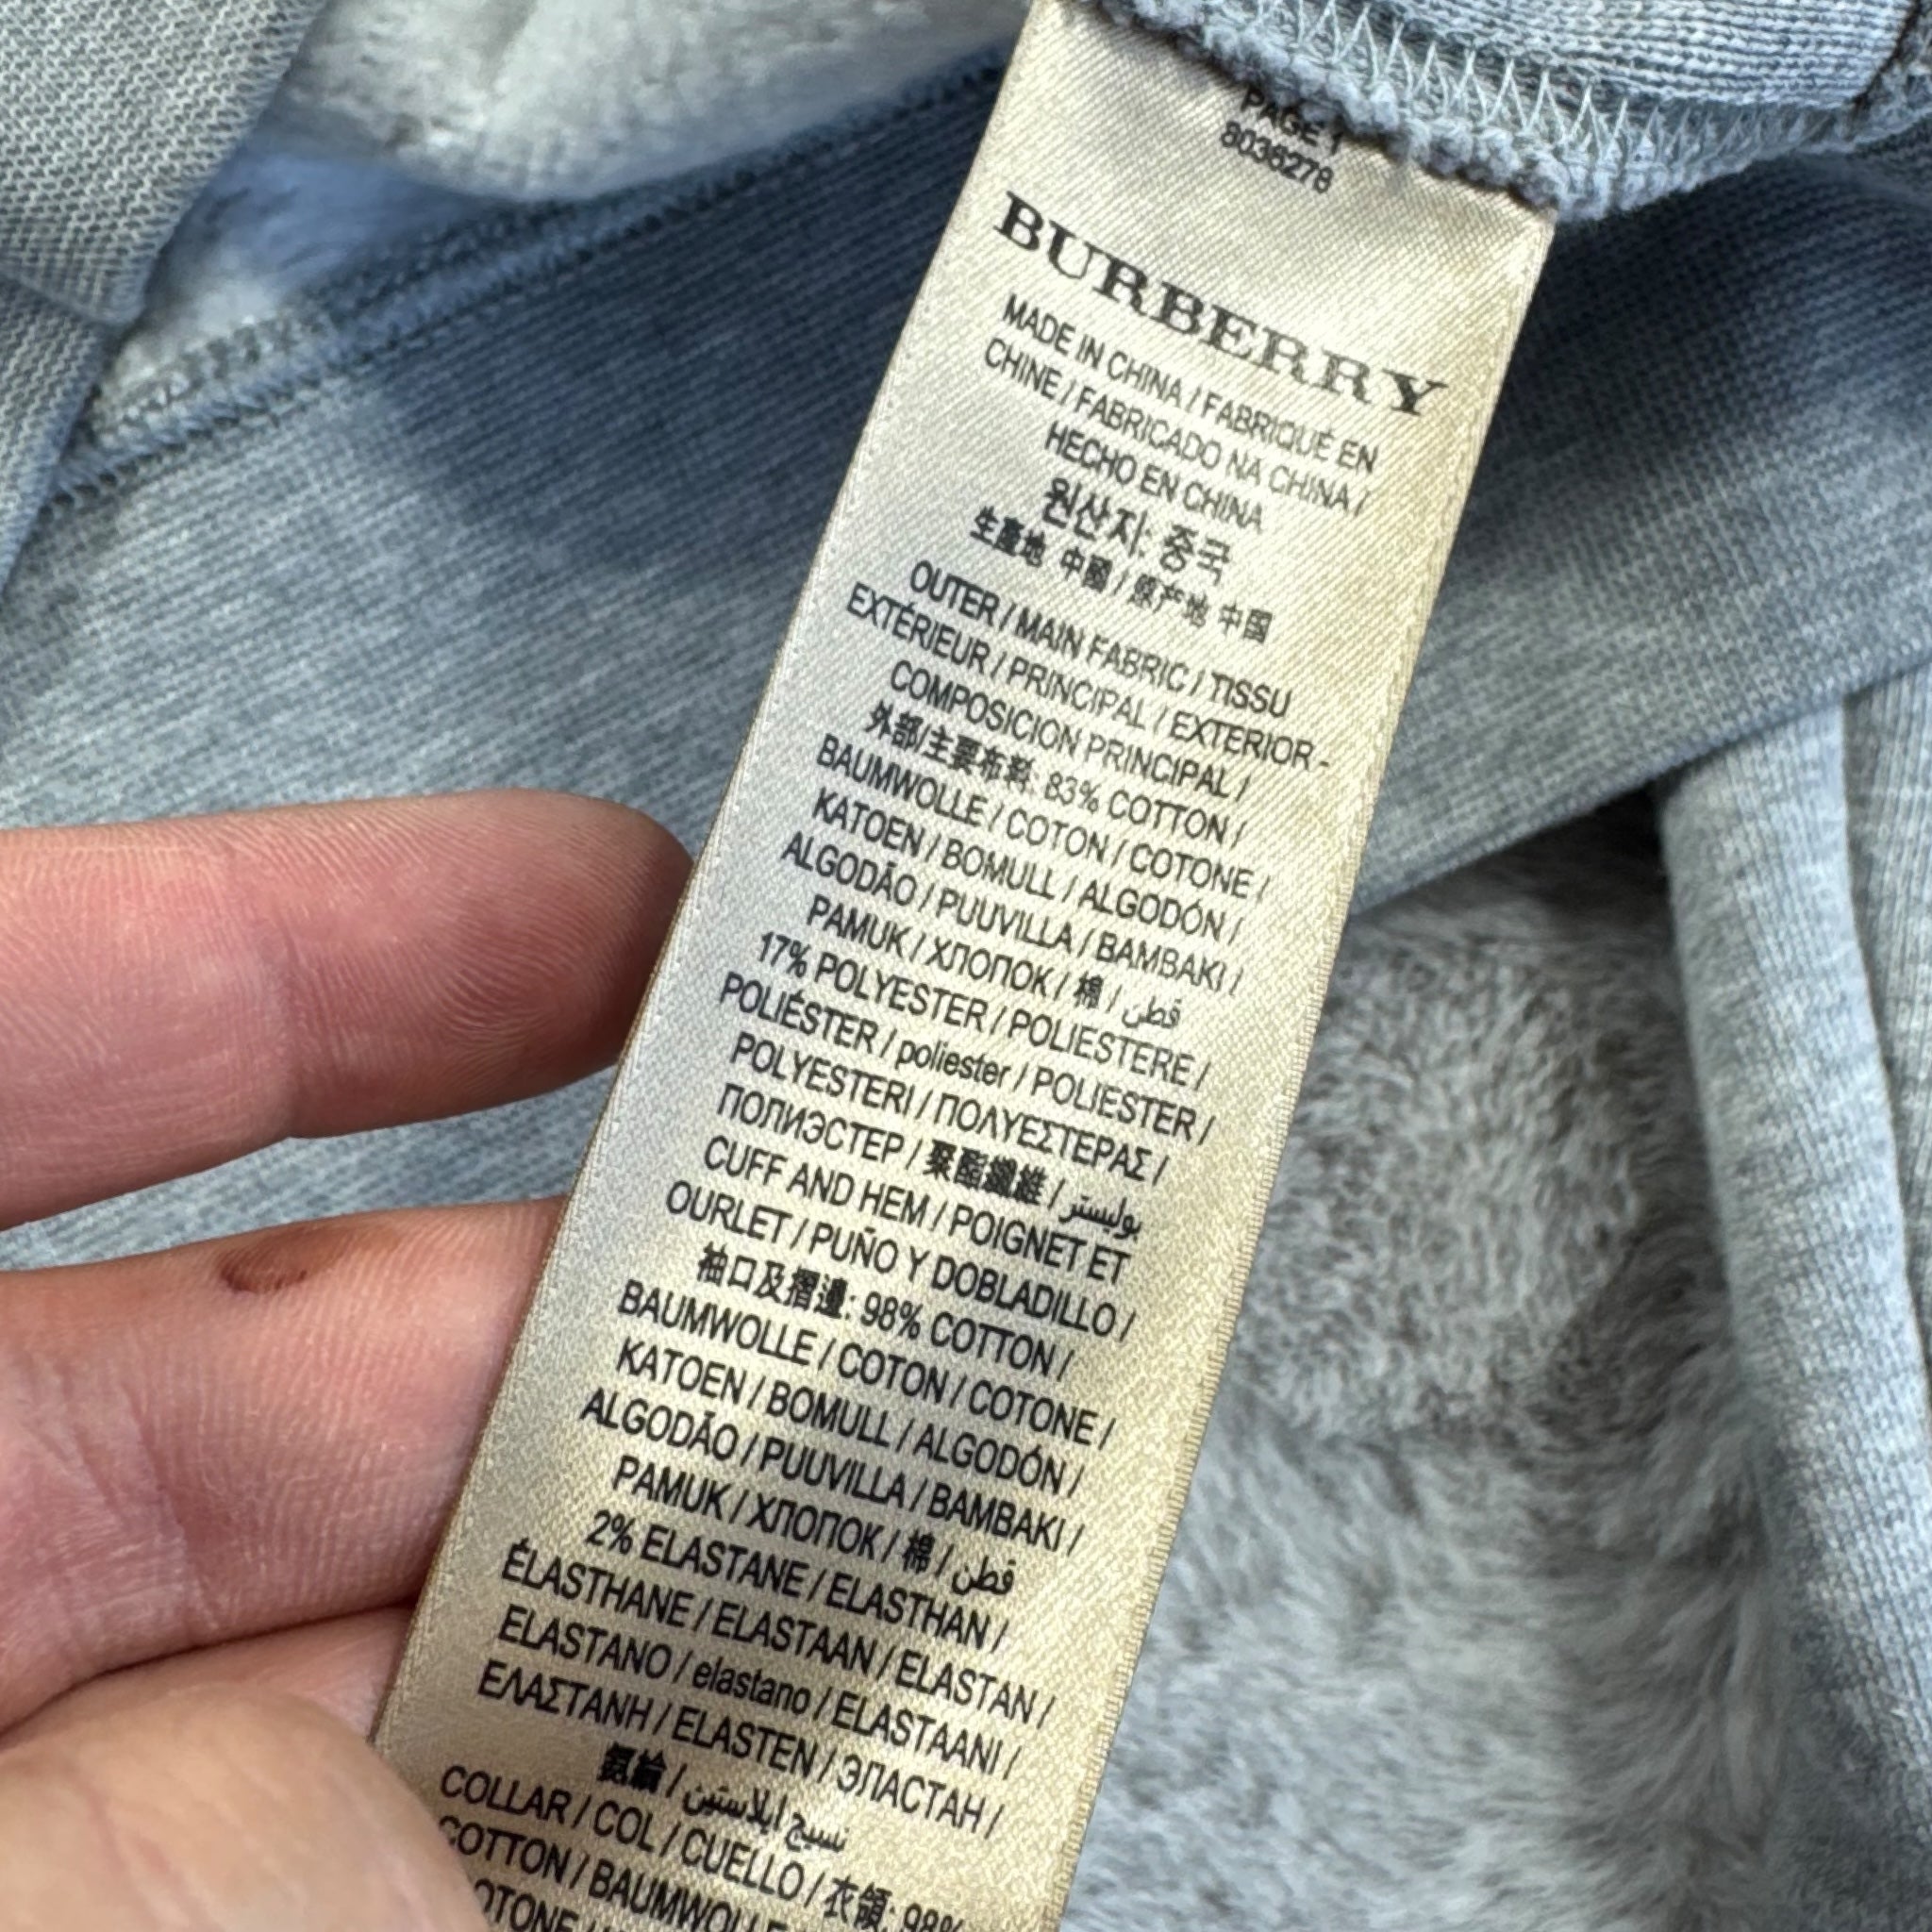 PAGE 1
8036278
BURBERRY
MADE IN CHINA / FABRIQUÉ EN
CHINE / FABRICADO NA CHINA /
HECHO EN CHINA
원산지: 중국
生產地 中國 / 原产地 中国
OUTER / MAIN FABRIC / TISSU
EXTÉRIEUR / PRINCIPAL / EXTERIOR -
COMPOSICION PRINCIPAL /
外部/主要布料: 83% COTTON /
BAUMWOLLE / COTON / COTONE /
KATOEN / BOMULL / ALGODÓN /
ALGODÃO / PUUVILLA / BAMBAKI /
PAMUK / ХЛОПОК / 棉 / قطن
17% POLYESTER / POLIESTERE /
POLIÉSTER / poliester / POLIESTER /
POLYESTERI / ΠΟΛΥΕΣΤΕΡΑΣ /
ПОЛИЭСТЕР / 聚酯纖維 / بوليستر
CUFF AND HEM / POIGNET ET
OURLET / PUÑO Y DOBLADILLO /
袖口及摺邊: 98% COTTON /
BAUMWOLLE / COTON / COTONE /
KATOEN / BOMULL / ALGODÓN /
ALGODÃO / PUUVILLA / BAMBAKI /
PAMUK / ХЛОПОК / 棉 / قطن
2% ELASTANE / ELASTHAN /
ÉLASTHANE / ELASTAAN / ELASTAN /
ELASTANO / elastano / ELASTAANI /
ΕΛΑΣΤΑΝΗ / ELASTEN / ЭЛАСТАН /
氨綸 / نسيج ايلاستين
COLLAR / COL / CUELLO / 衣領: 98%
COTTON / BAUMWOLLE